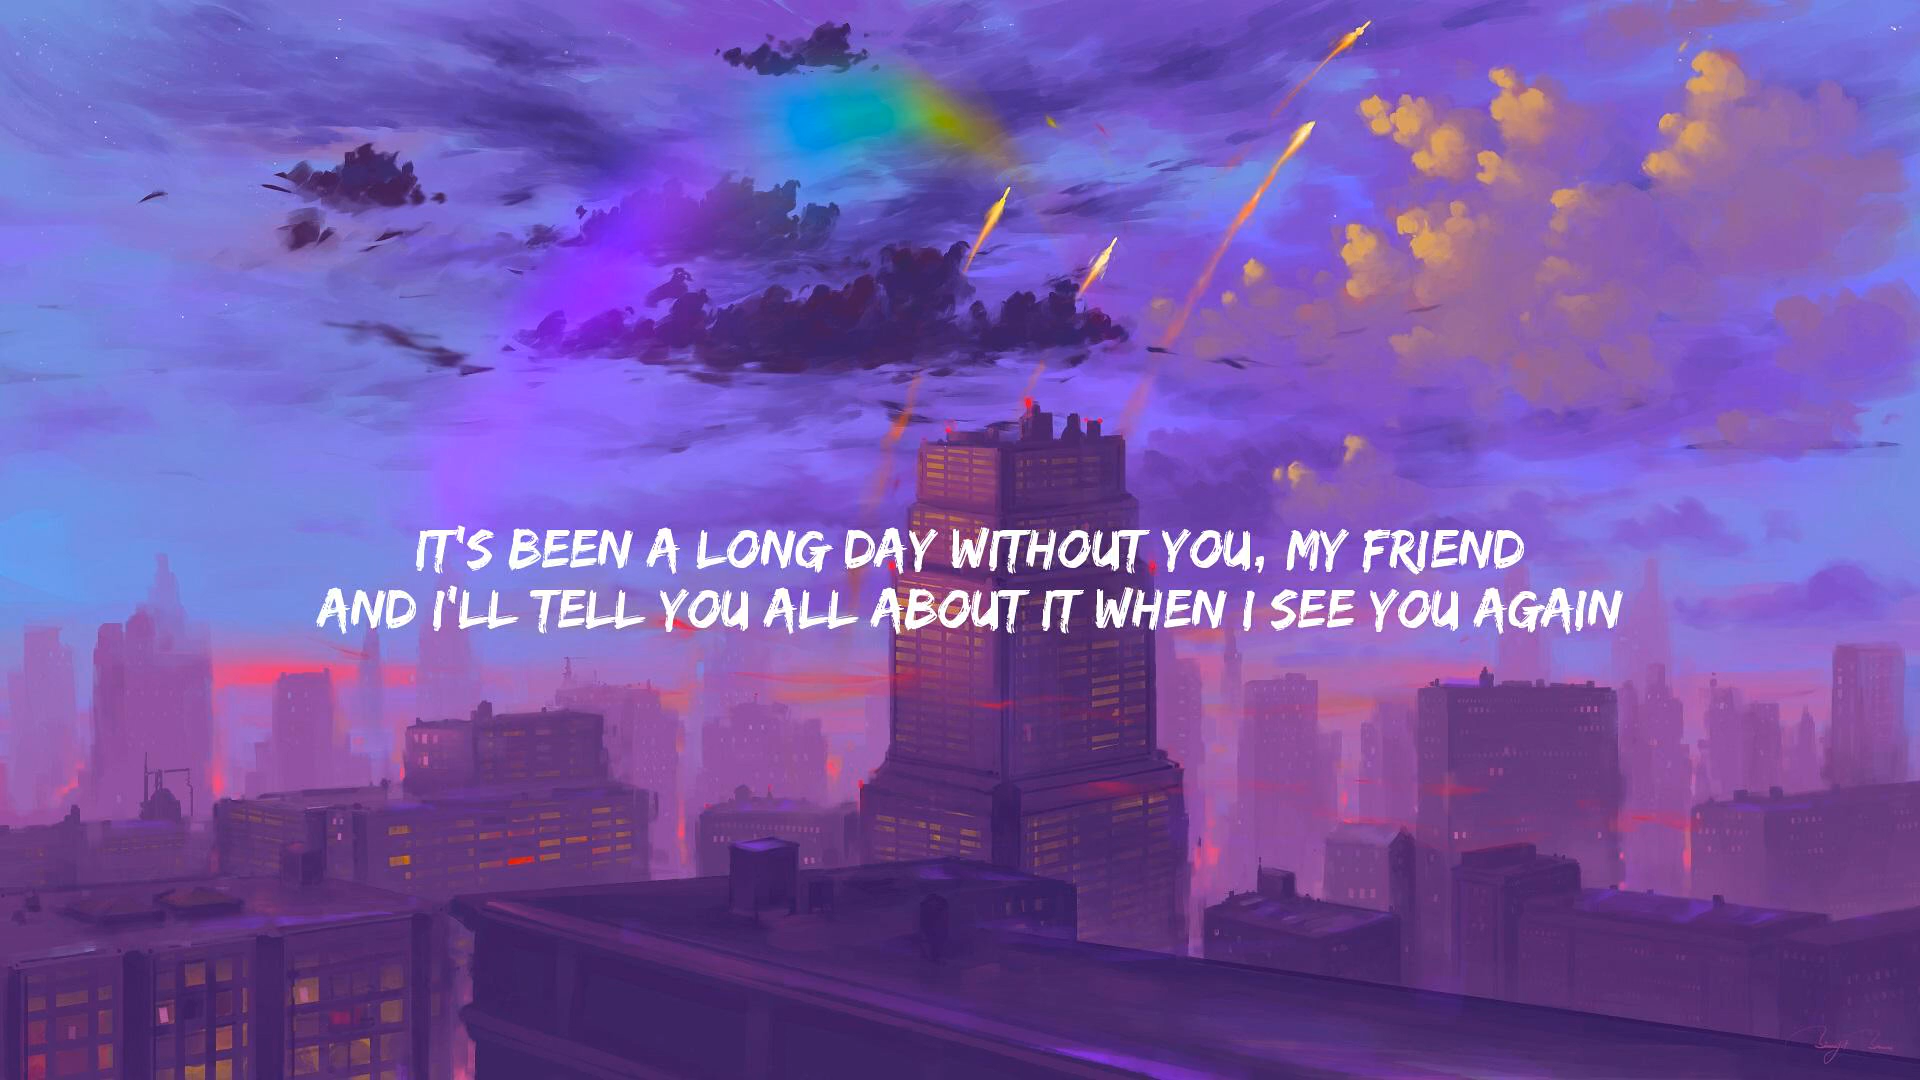 IT'S BEEN A LONG DAY WITHOUT YOU, MY FRIEND
AND I'LL TELL YOU ALL ABOUT IT WHEN I SEE YOU AGAIN